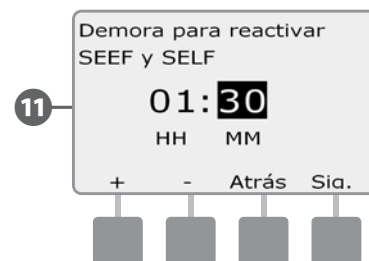 Demora para reactivar
SEEF y SELF
11
01:30
HH MM
+ - Atrás Sig.